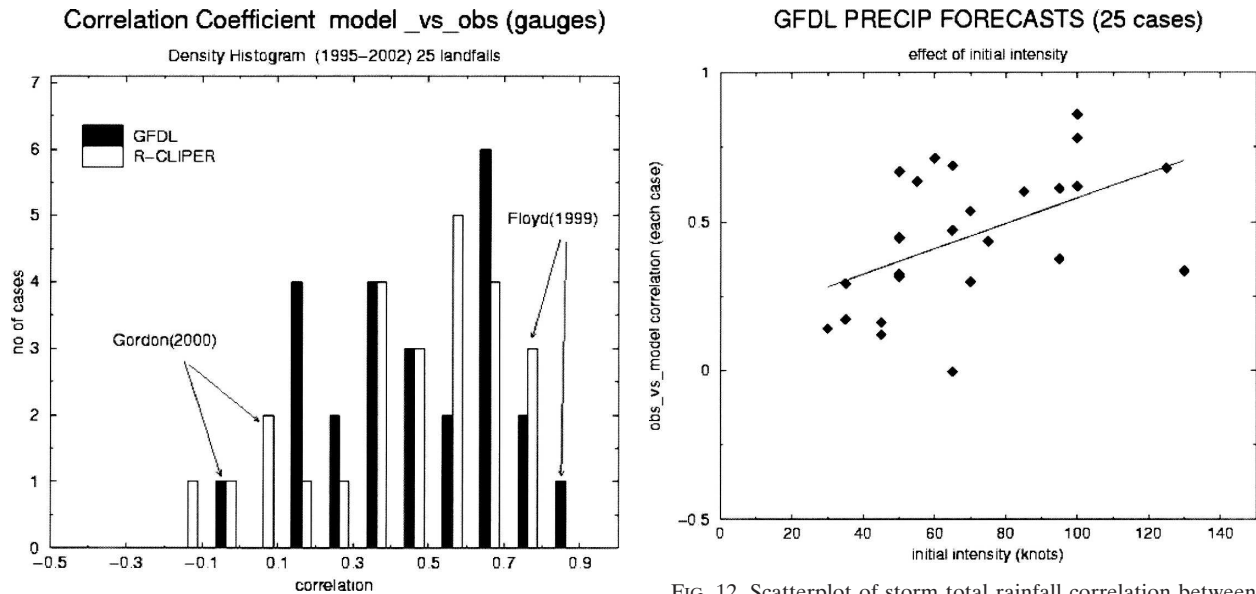 Correlation Coefficient model _vs_obs (gauges)
Density Histogram (1995–2002) 25 landfalls
7
6
5
4
3
2
1
0
no of cases
GFDL
R–CLIPER
Gordon(2000)
Floyd(1999)
−0.5
−0.3
−0.1
0.1
0.3
0.5
0.7
0.9
correlation
GFDL PRECIP FORECASTS (25 cases)
effect of initial intensity
1
0.5
0
−0.5
obs_vs_model correlation (each case)
0
20
40
60
80
100
120
140
initial intensity (knots)
FIG. 12. Scatterplot of storm total rainfall correlation between